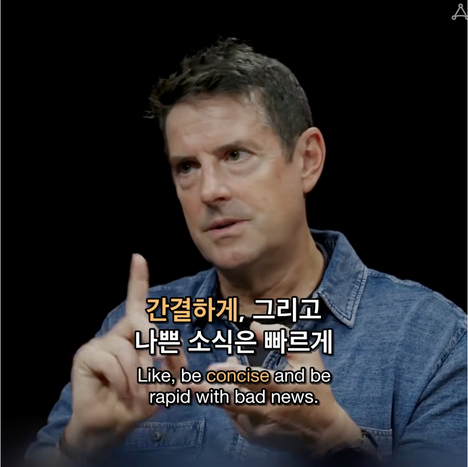 간결하게, 그리고
나쁜 소식은 빠르게
Like, be concise and be
rapid with bad news.